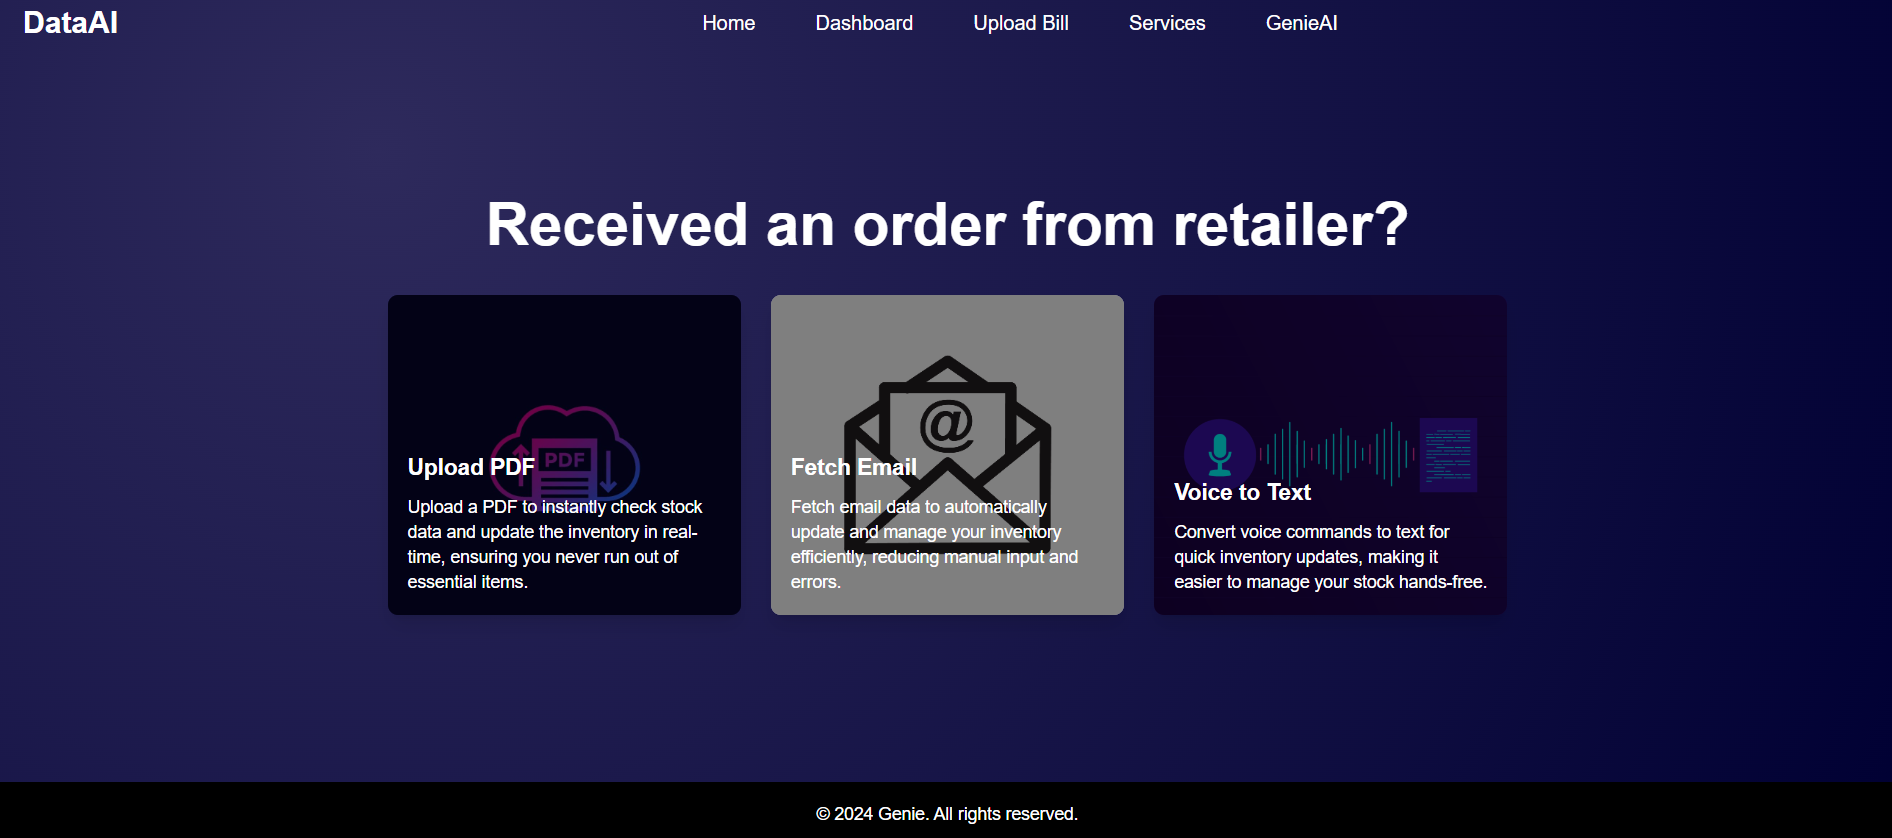 DataAI
Home Dashboard Upload Bill Services GenieAI
Received an order from retailer?
PDF
Upload PDF
Upload a PDF to instantly check stock
data and update the inventory in real-
time, ensuring you never run out of
essential items.
@
Fetch Email
Fetch email data to automatically
update and manage your inventory
efficiently, reducing manual input and
errors.
Voice to Text
Convert voice commands to text for
quick inventory updates, making it
easier to manage your stock hands-free.
© 2024 Genie. All rights reserved.